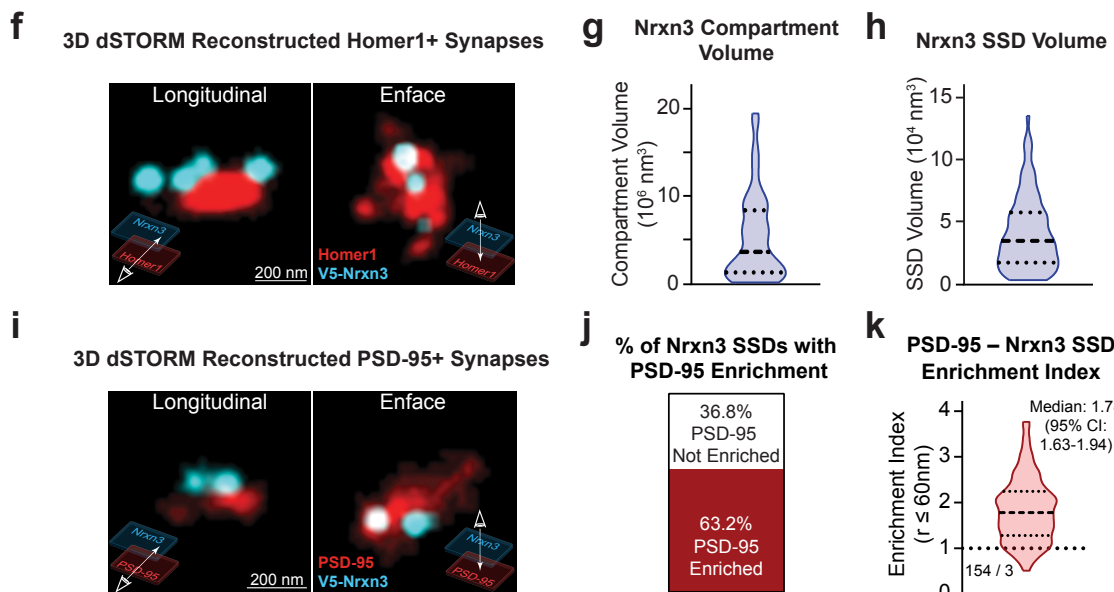 f
3D dSTORM Reconstructed Homer1+ Synapses
Longitudinal
Enface
Nrxn3
Homer1
200 nm
Homer1
V5-Nrxn3
Nrxn3
Homer1
g
Nrxn3 Compartment
Volume
Compartment Volume
(10⁶ nm³)
20
10
0
h
Nrxn3 SSD Volume
SSD Volume (10⁴ nm³)
15
10
5
0
i
3D dSTORM Reconstructed PSD-95+ Synapses
Longitudinal
Enface
Nrxn3
PSD-95
200 nm
PSD-95
V5-Nrxn3
Nrxn3
PSD-95
j
% of Nrxn3 SSDs with
PSD-95 Enrichment
36.8%
PSD-95
Not Enriched
63.2%
PSD-95
Enriched
k
PSD-95 – Nrxn3 SSD
Enrichment Index
Enrichment Index
(r ≤ 60nm)
4
3
2
1
Median: 1.7
(95% CI:
1.63-1.94)
154 / 3